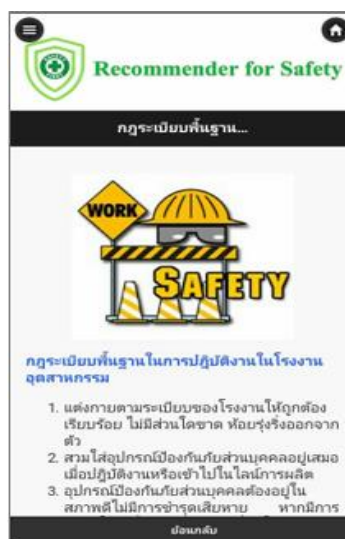 Recommender for Safety
กฎระเบียบพื้นฐาน...
WORK
SAFETY
กฎระเบียบพื้นฐานในการปฏิบัติงานในโรงงาน
อุตสาหกรรม
1. แต่งกายตามระเบียบของโรงงานให้ถูกต้อง
เรียบร้อย ไม่มีส่วนใดขาด ห้อยรุ่งริ่งออกจาก
ตัว
2. สวมใส่อุปกรณ์ป้องกันภัยส่วนบุคคลอยู่เสมอ
เมื่อปฏิบัติงานหรือเข้าไปในไลน์การผลิต
3. อุปกรณ์ป้องกันภัยส่วนบุคคลต้องอยู่ใน
สภาพดีไม่มีการชำรุดเสียหาย หากมีการ
ย้อนกลับ